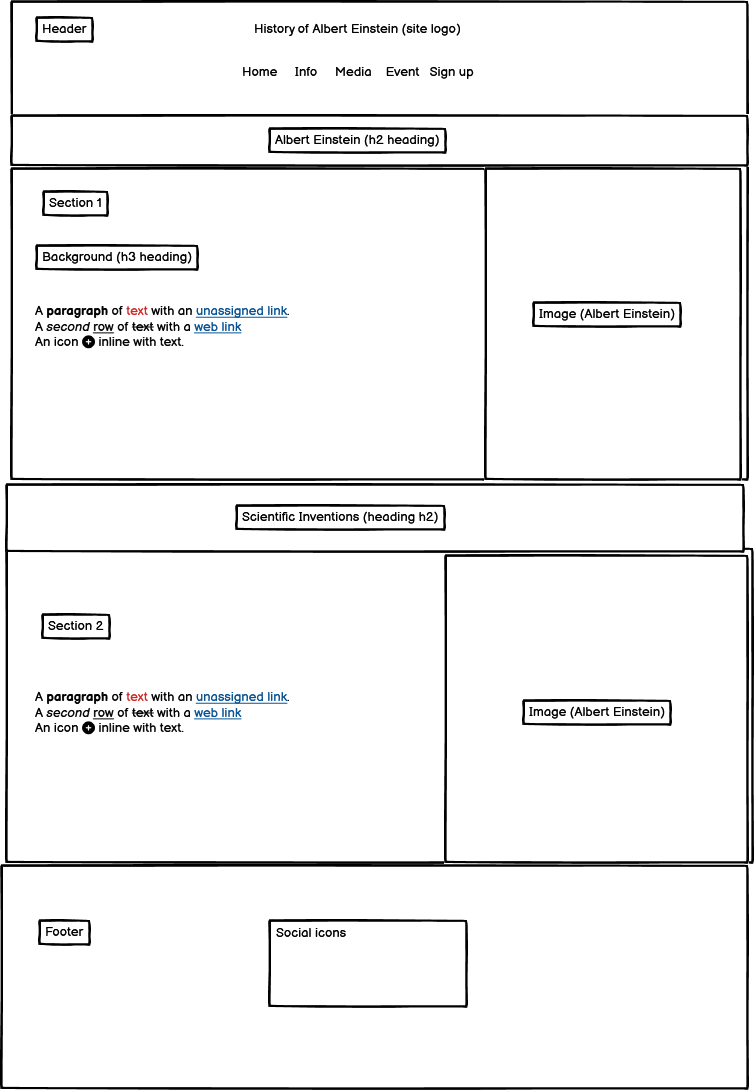 Header
History of Albert Einstein (site logo)
Home Info Media Event Sign up
Albert Einstein (h2 heading)
Section 1
Background (h3 heading)
A paragraph of text with an unassigned link.
A second row of text with a web link
An icon inline with text.
Image (Albert Einstein)
Scientific Inventions (heading h2)
Section 2
A paragraph of text with an unassigned link.
A second row of text with a web link
An icon inline with text.
Image (Albert Einstein)
Footer
Social icons